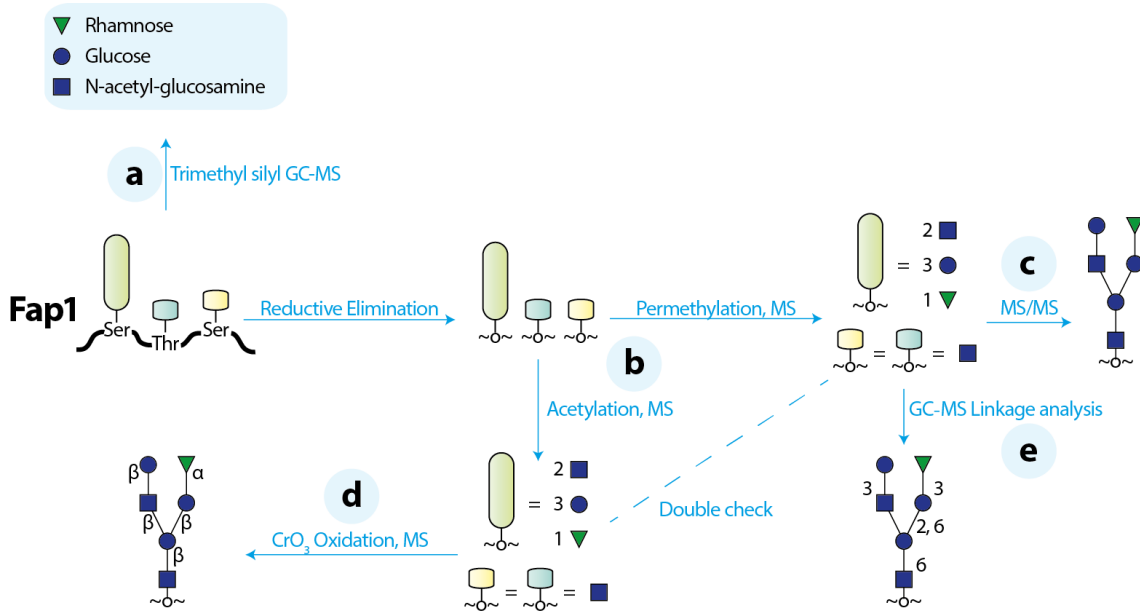 Rhamnose
Glucose
N-acetyl-glucosamine
a
Trimethyl silyl GC-MS
Fap1
Ser
Thr
Ser
Reductive Elimination
~O~ ~O~ ~O~
b
Permethylation, MS
= 2
3
1
~O~
= =
~O~ ~O~
c
MS/MS
~O~
Acetylation, MS
GC-MS Linkage analysis
e
= 2
3
1
~O~
= =
~O~ ~O~
Double check
d
CrO₃ Oxidation, MS
β α
β β
β
~O~
3 3
2, 6
6
~O~